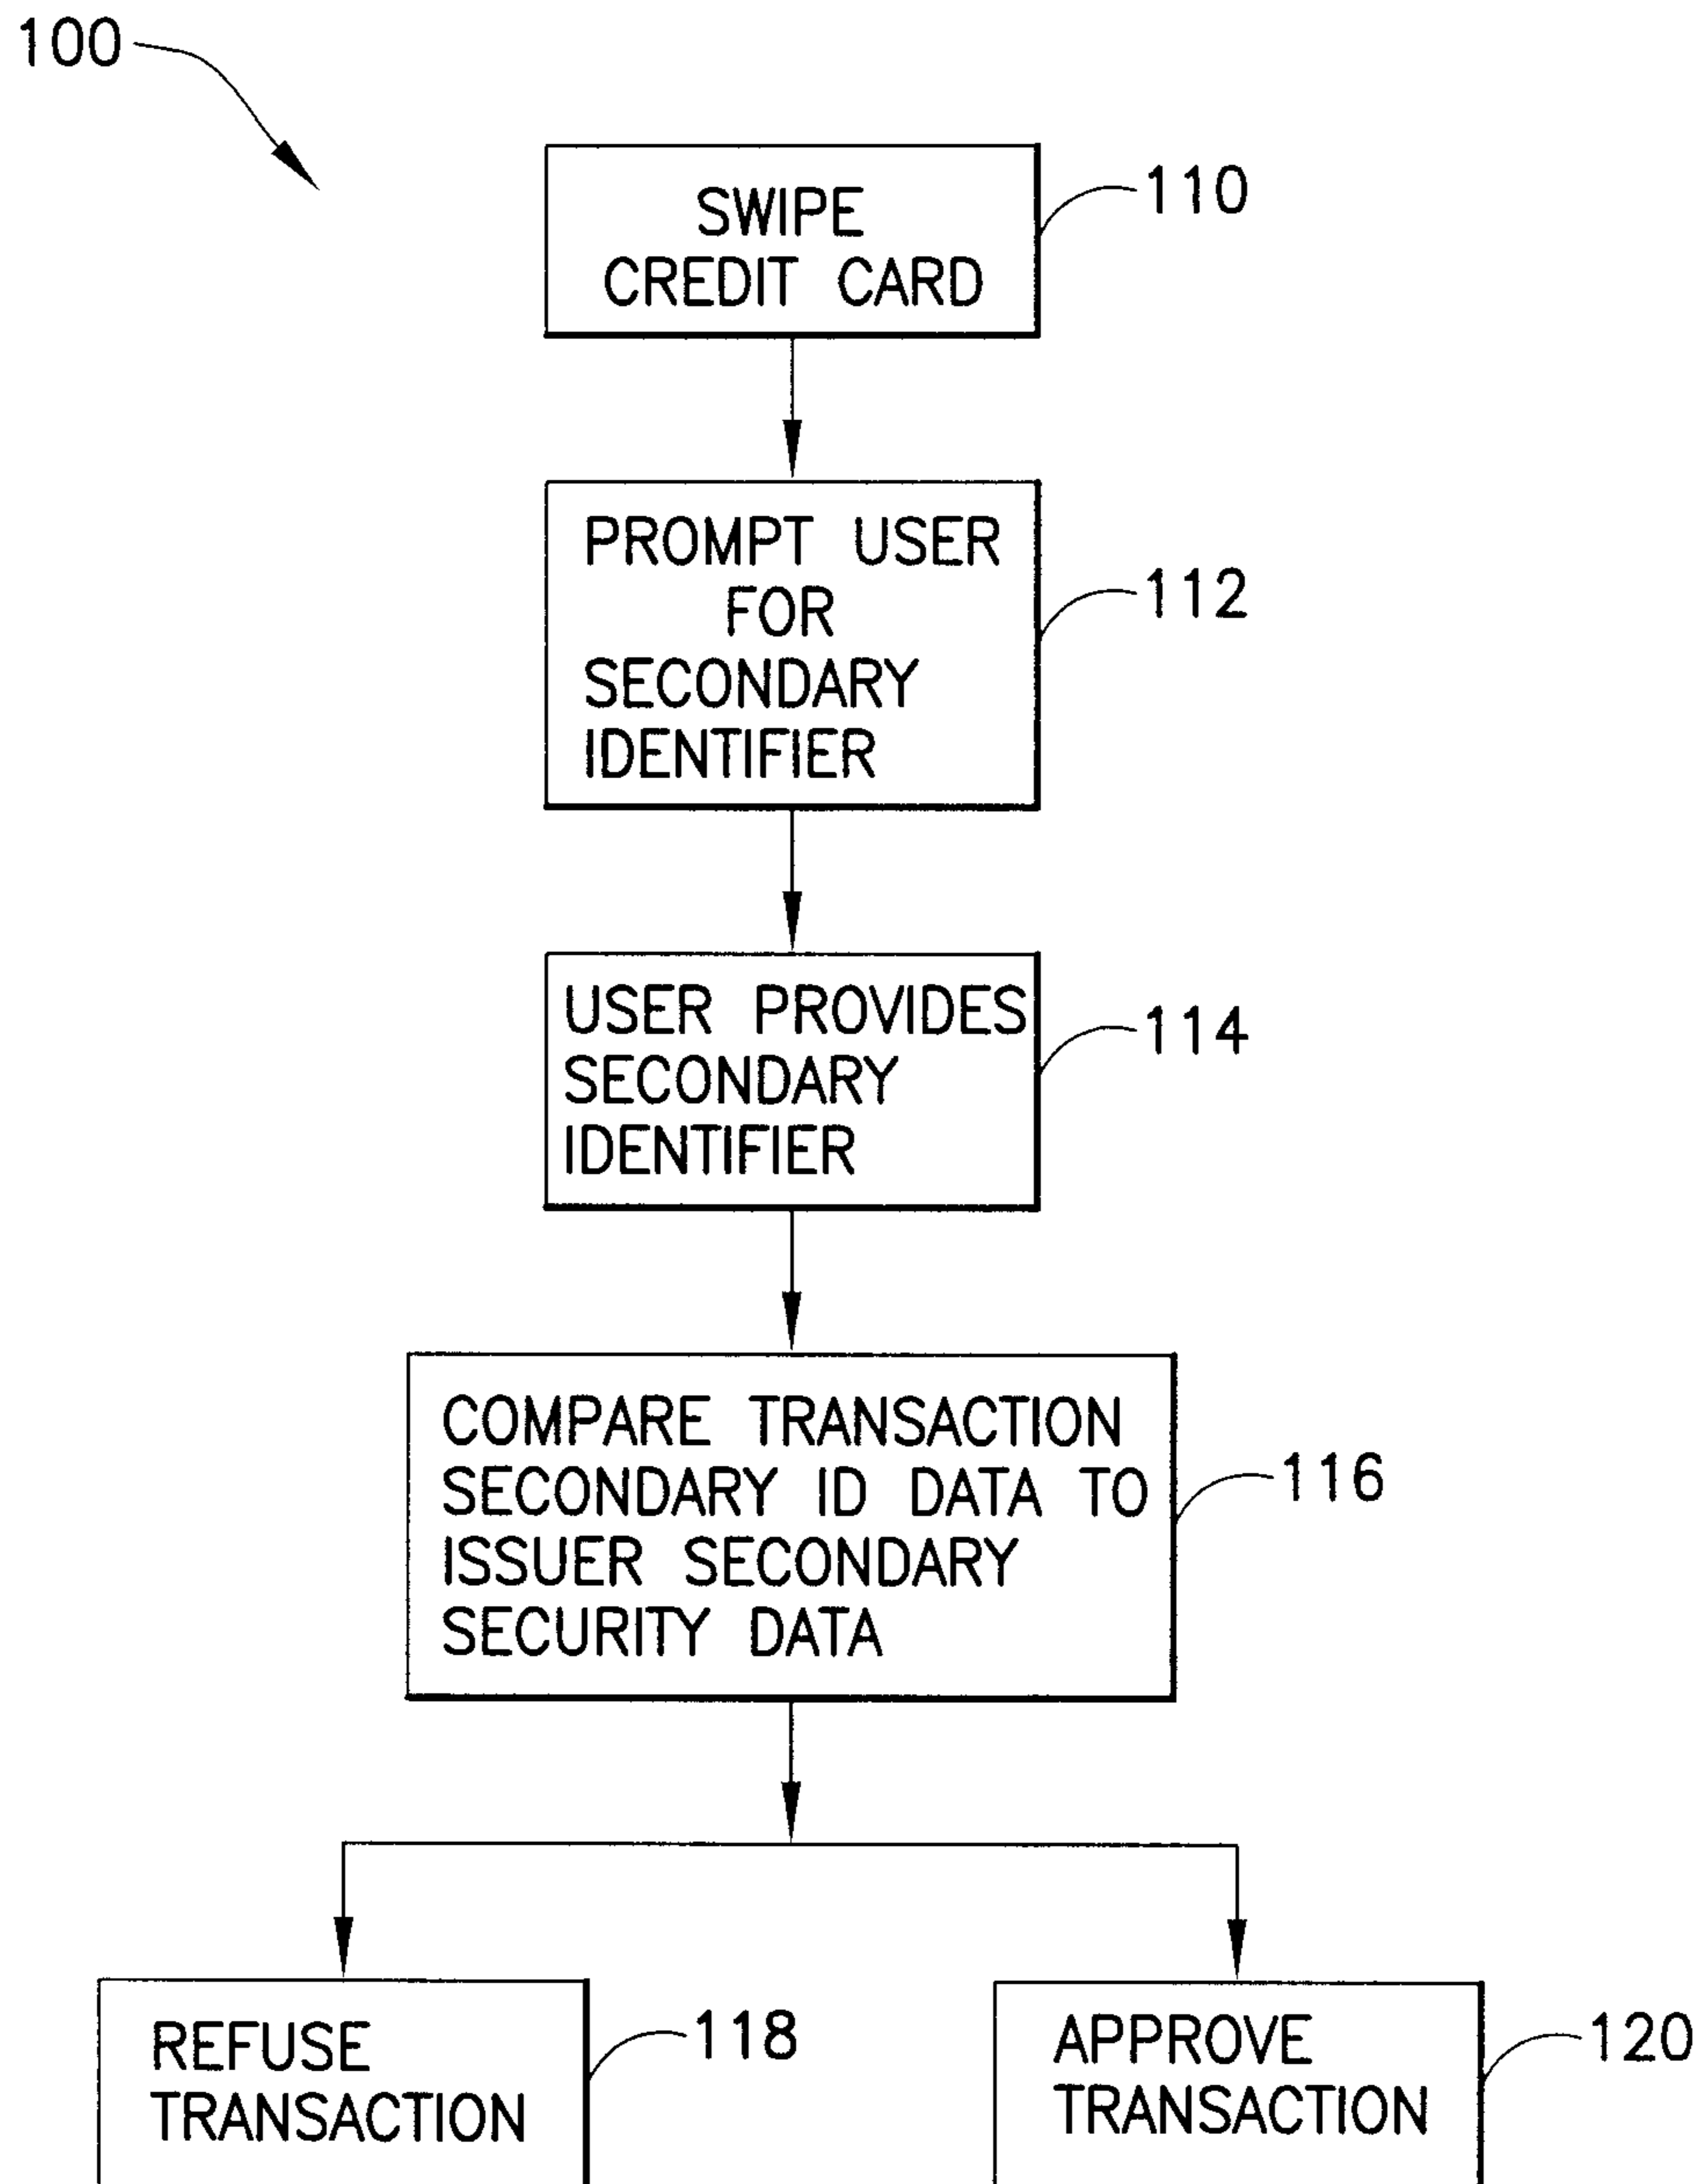 100
SWIPE
CREDIT CARD
110
PROMPT USER
FOR
SECONDARY
IDENTIFIER
112
USER PROVIDES
SECONDARY
IDENTIFIER
114
COMPARE TRANSACTION
SECONDARY ID DATA TO
ISSUER SECONDARY
SECURITY DATA
116
REFUSE
TRANSACTION
118
APPROVE
TRANSACTION
120